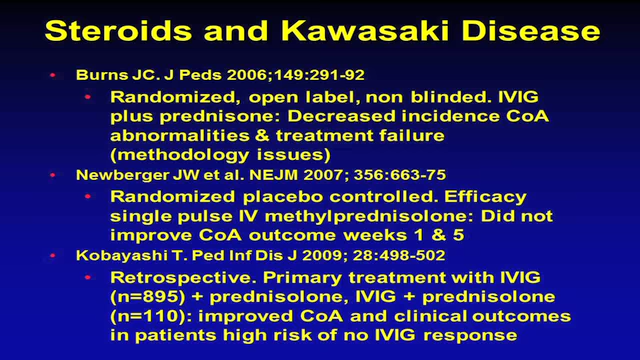 Steroids and Kawasaki Disease
• Burns JC. J Peds 2006;149:291-92
• Randomized, open label, non blinded. IVIG
plus prednisone: Decreased incidence CoA
abnormalities & treatment failure
(methodology issues)
• Newberger JW et al. NEJM 2007; 356:663-75
• Randomized placebo controlled. Efficacy
single pulse IV methylprednisolone: Did not
improve CoA outcome weeks 1 & 5
• Kobayashi T. Ped Inf Dis J 2009; 28:498-502
• Retrospective. Primary treatment with IVIG
(n=895) + prednisolone, IVIG + prednisolone
(n=110): improved CoA and clinical outcomes
in patients high risk of no IVIG response